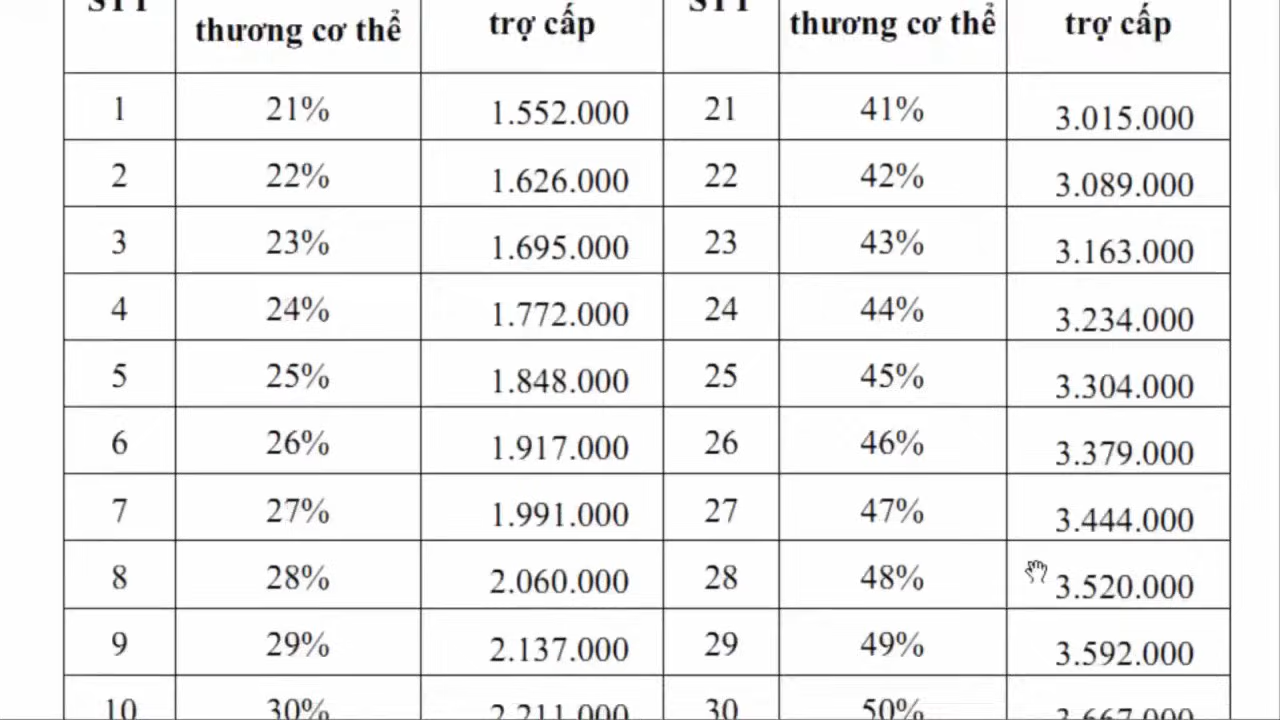 STT thương cơ thể trợ cấp STT thương cơ thể trợ cấp
1 21% 1.552.000 21 41% 3.015.000
2 22% 1.626.000 22 42% 3.089.000
3 23% 1.695.000 23 43% 3.163.000
4 24% 1.772.000 24 44% 3.234.000
5 25% 1.848.000 25 45% 3.304.000
6 26% 1.917.000 26 46% 3.379.000
7 27% 1.991.000 27 47% 3.444.000
8 28% 2.060.000 28 48% 3.520.000
9 29% 2.137.000 29 49% 3.592.000
10 30% 2.211.000 30 50% 3.667.000